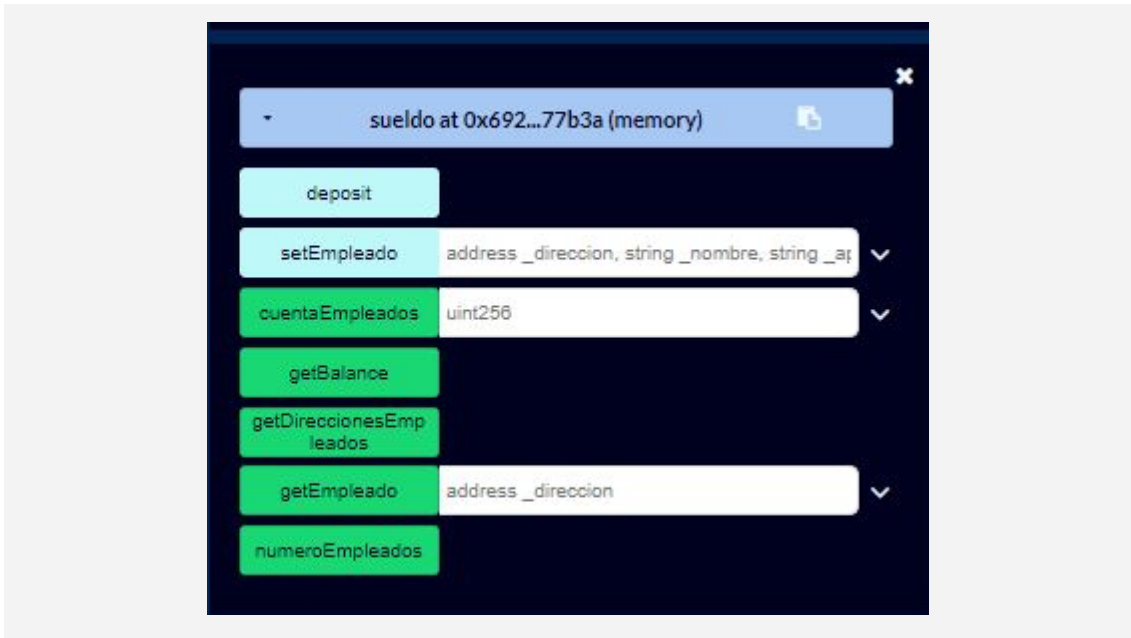 sueldo at 0x692...77b3a (memory)
deposit
setEmpleado address _direccion, string _nombre, string _ap
cuentaEmpleados uint256
getBalance
getDireccionesEmp
leados
getEmpleado address _direccion
numeroEmpleados